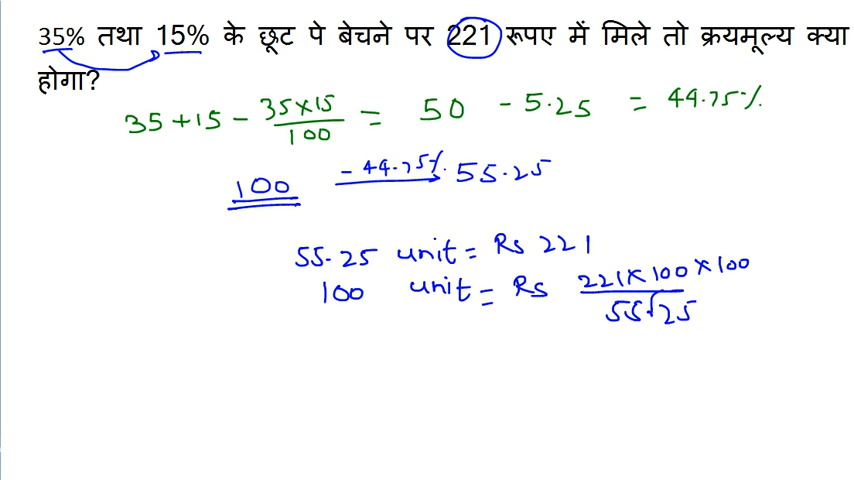 35% तथा 15% के छूट पे बेचने पर 221 रूपए में मिले तो क्रयमूल्य क्या
होगा?
35 + 15 - 35×15/100 = 50 - 5.25 = 44.75%
100 -44.75% 55.25
55.25 unit = Rs 221
100 unit = Rs 221×100×100/5525